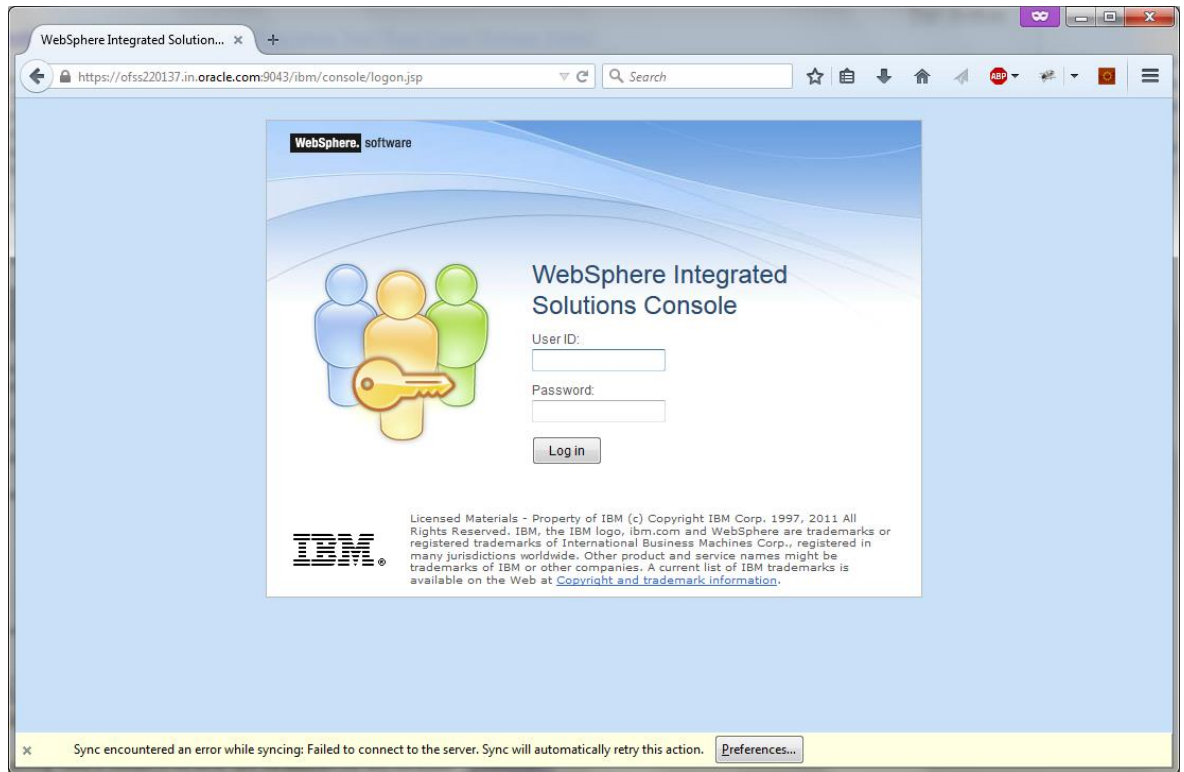 WebSphere Integrated Solution...
https://ofss220137.in.oracle.com:9043/ibm/console/logon.jsp
Search
ABP
WebSphere. software
WebSphere Integrated
Solutions Console
User ID:
Password:
Log in
IBM®
Licensed Materials - Property of IBM (c) Copyright IBM Corp. 1997, 2011 All
Rights Reserved. IBM, the IBM logo, ibm.com and WebSphere are trademarks or
registered trademarks of International Business Machines Corp., registered in
many jurisdictions worldwide. Other product and service names might be
trademarks of IBM or other companies. A current list of IBM trademarks is
available on the Web at Copyright and trademark information.
Sync encountered an error while syncing: Failed to connect to the server. Sync will automatically retry this action. Preferences...